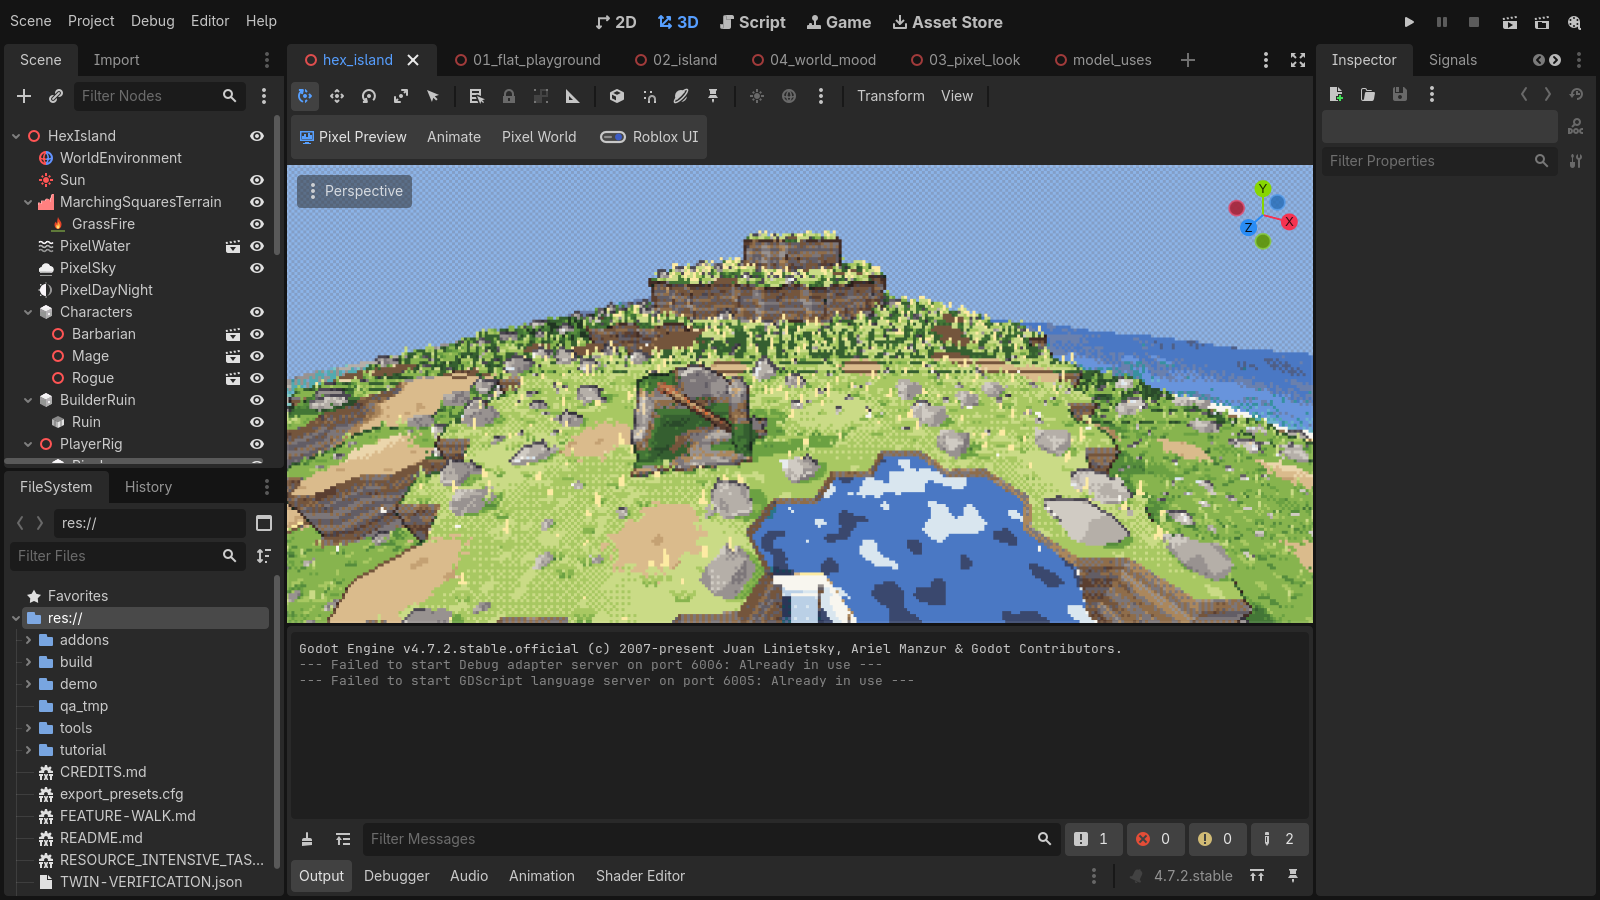 Scene Project Debug Editor Help
2D 3D Script Game Asset Store
Scene Import
hex_island 01_flat_playground 02_island 04_world_mood 03_pixel_look model_uses
Inspector Signals
Filter Nodes
Transform View
Pixel Preview Animate Pixel World Roblox UI
Filter Properties
DOC
HexIsland
WorldEnvironment
Sun
MarchingSquaresTerrain
GrassFire
PixelWater
PixelSky
PixelDayNight
Characters
Barbarian
Mage
Rogue
BuilderRuin
Ruin
PlayerRig
Perspective
Y
X
Z
FileSystem History
res://
Filter Files
Favorites
res://
addons
build
demo
qa_tmp
tools
tutorial
CREDITS.md
export_presets.cfg
FEATURE-WALK.md
README.md
RESOURCE_INTENSIVE_TAS...
TWIN-VERIFICATION.json
Godot Engine v4.7.2.stable.official (c) 2007-present Juan Linietsky, Ariel Manzur & Godot Contributors.
--- Failed to start Debug adapter server on port 6006: Already in use ---
--- Failed to start GDScript language server on port 6005: Already in use ---
Filter Messages
1 0 0 2
Output Debugger Audio Animation Shader Editor
4.7.2.stable